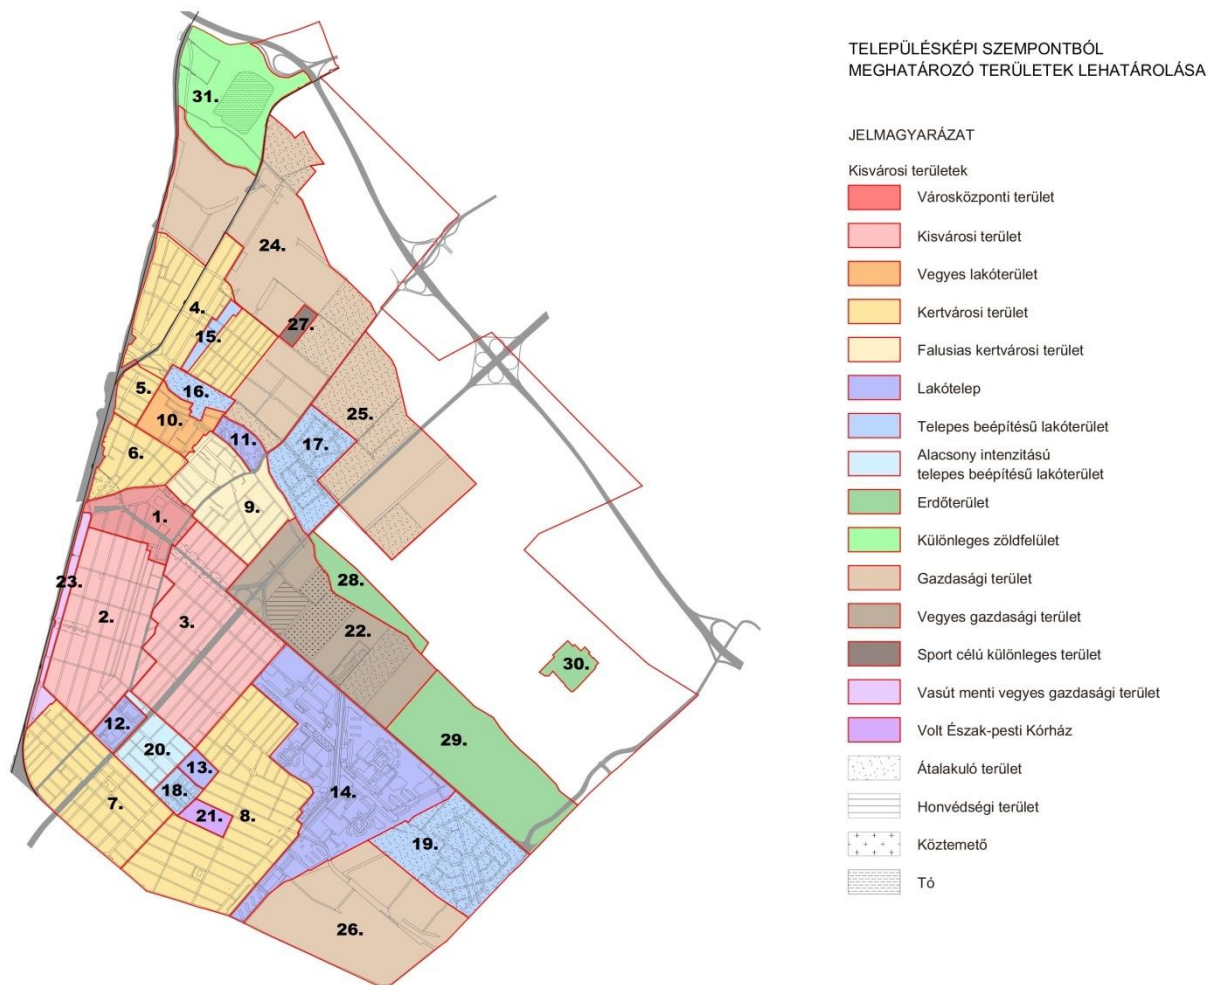 TELEPÜLÉSKÉPI SZEMPONTBÓL
MEGHATÁROZÓ TERÜLETEK LEHATÁROLÁSA
JELMAGYARÁZAT
Kisvárosi területek
Városközponti terület
Kisvárosi terület
Vegyes lakóterület
Kertvárosi terület
Falusias kertvárosi terület
Lakótelep
Telepes beépítésű lakóterület
Alacsony intenzitású
telepes beépítésű lakóterület
Erdőterület
Különleges zöldfelület
Gazdasági terület
Vegyes gazdasági terület
Sport célú különleges terület
Vasút menti vegyes gazdasági terület
Volt Észak-pesti Kórház
Átalakuló terület
Honvédségi terület
Köztemető
Tó
31.
24.
4.
27.
15.
5.
16.
10.
25.
11.
17.
6.
9.
1.
28.
23.
2.
3.
22.
30.
12.
20.
29.
13.
18.
14.
7.
21.
8.
19.
26.